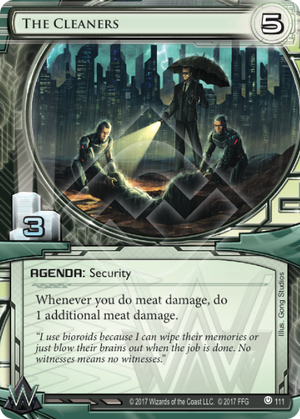 THE CLEANERS
5
3
AGENDA: Security
Whenever you do meat damage, do
1 additional meat damage.
"I use bioroids because I can wipe their memories or
just blow their brains out when the job is done. No
witnesses means no witnesses."
Illus. Gong Studios
© 2017 Wizards of the Coast LLC. © 2017 FFG
111